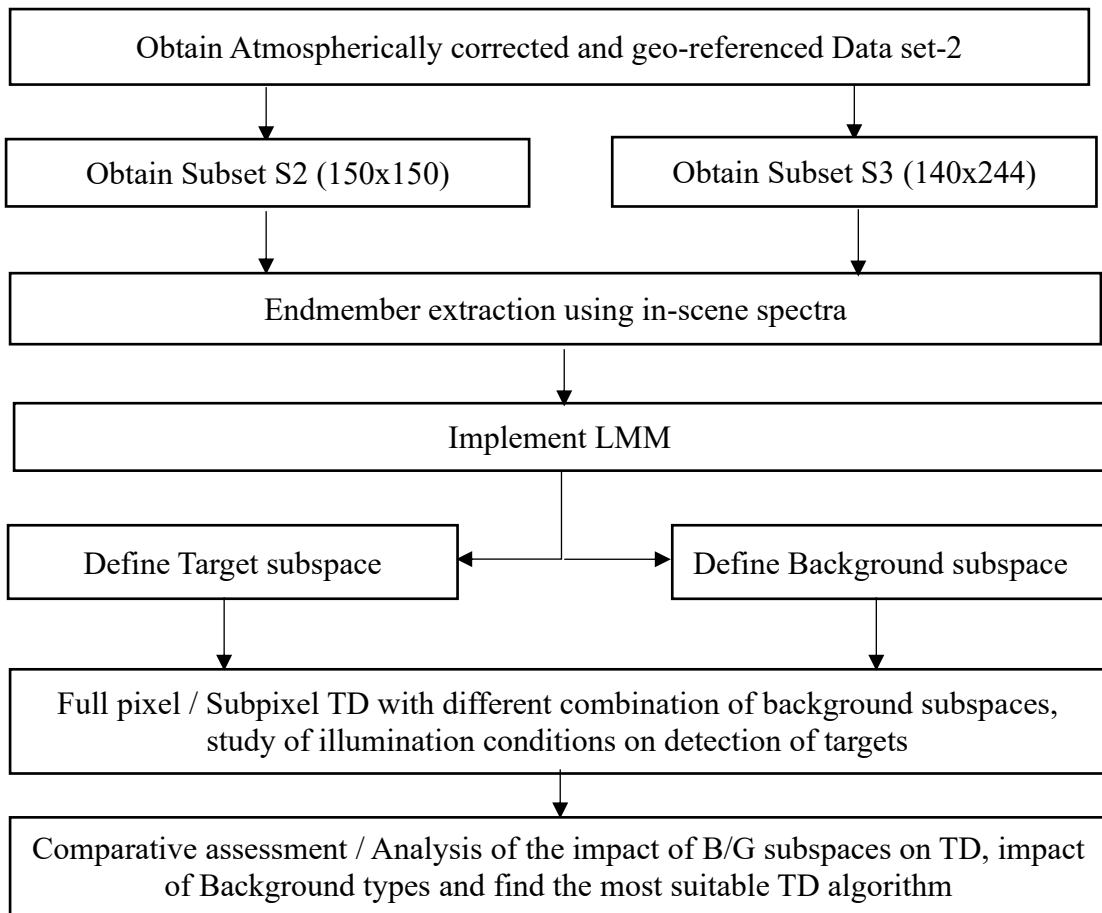 Obtain Atmospherically corrected and geo-referenced Data set-2
Obtain Subset S2 (150x150)
Obtain Subset S3 (140x244)
Endmember extraction using in-scene spectra
Implement LMM
Define Target subspace
Define Background subspace
Full pixel / Subpixel TD with different combination of background subspaces,
study of illumination conditions on detection of targets
Comparative assessment / Analysis of the impact of B/G subspaces on TD, impact
of Background types and find the most suitable TD algorithm